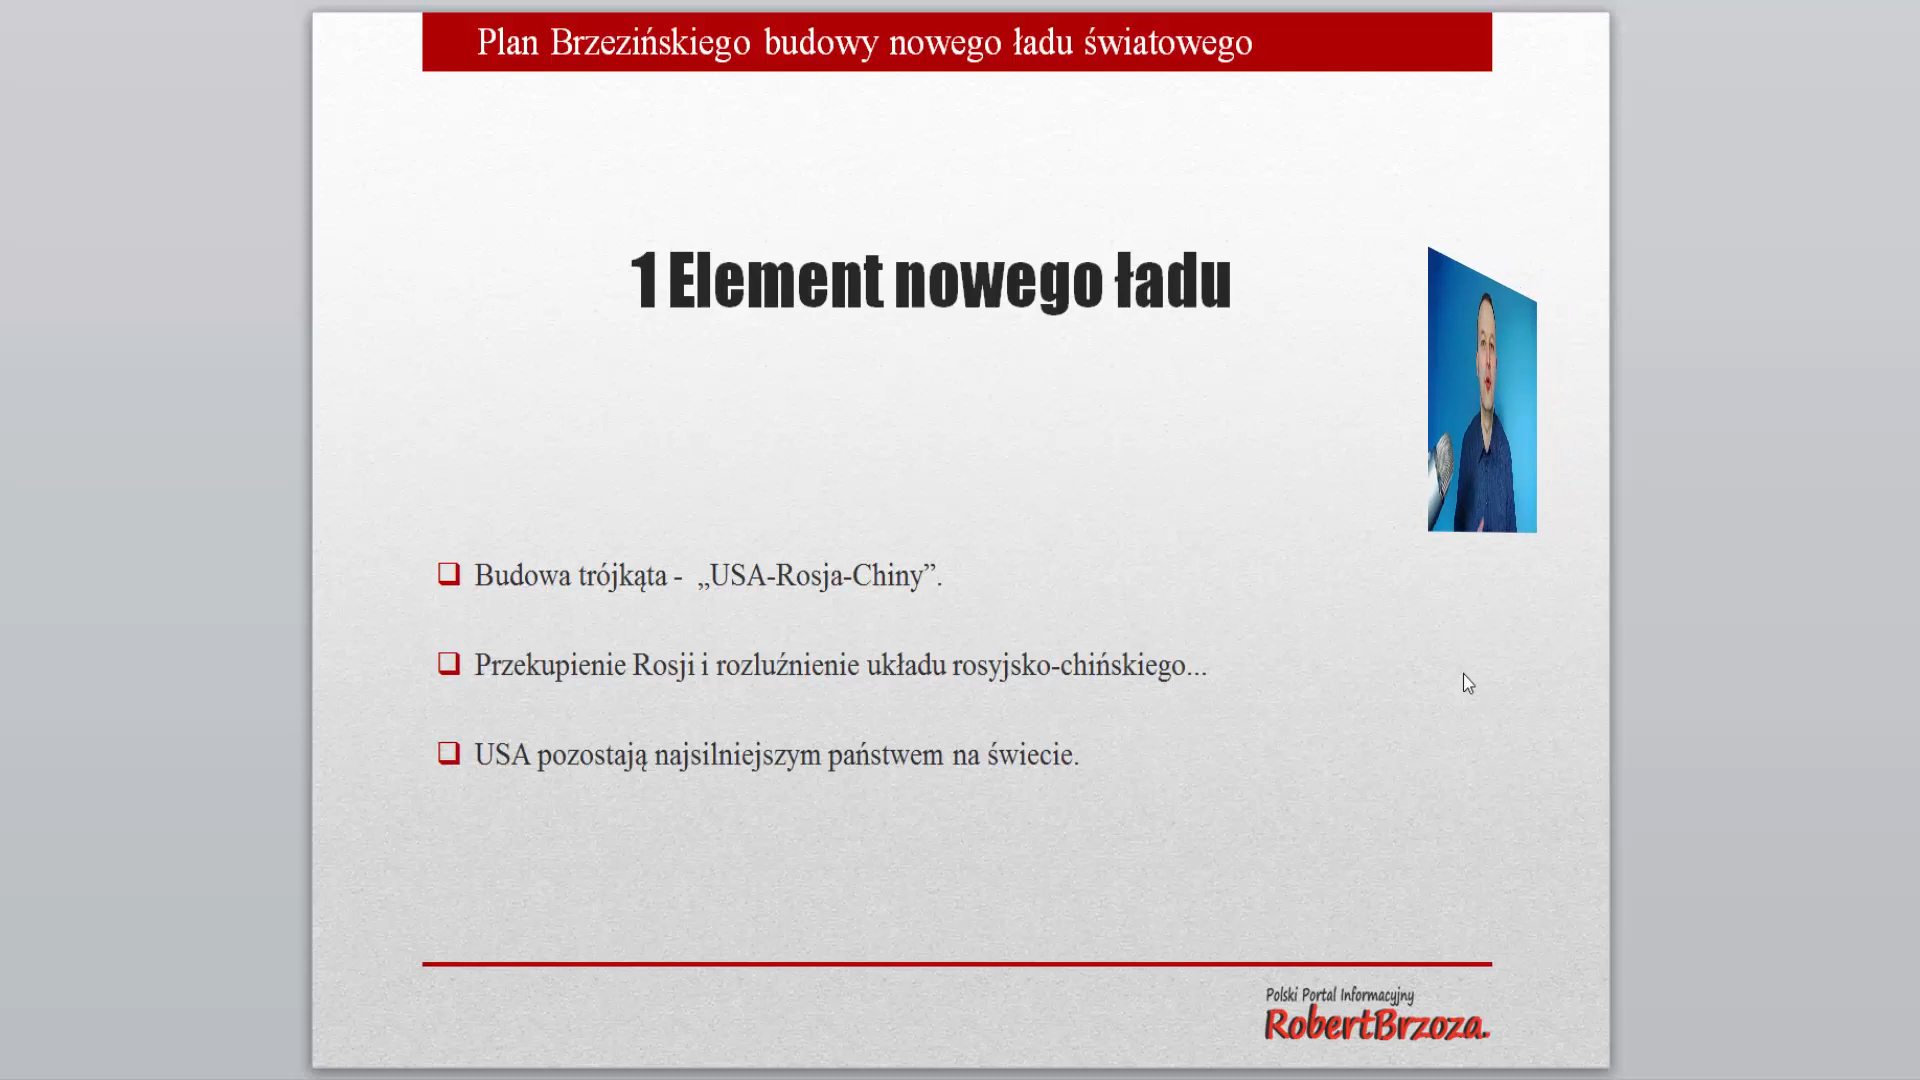 Plan Brzezińskiego budowy nowego ładu światowego
1 Element nowego ładu
Budowa trójkąta - „USA-Rosja-Chiny”.
Przekupienie Rosji i rozluźnienie układu rosyjsko-chińskiego...
USA pozostają najsilniejszym państwem na świecie.
Polski Portal Informacyjny
RobertBrzoza.